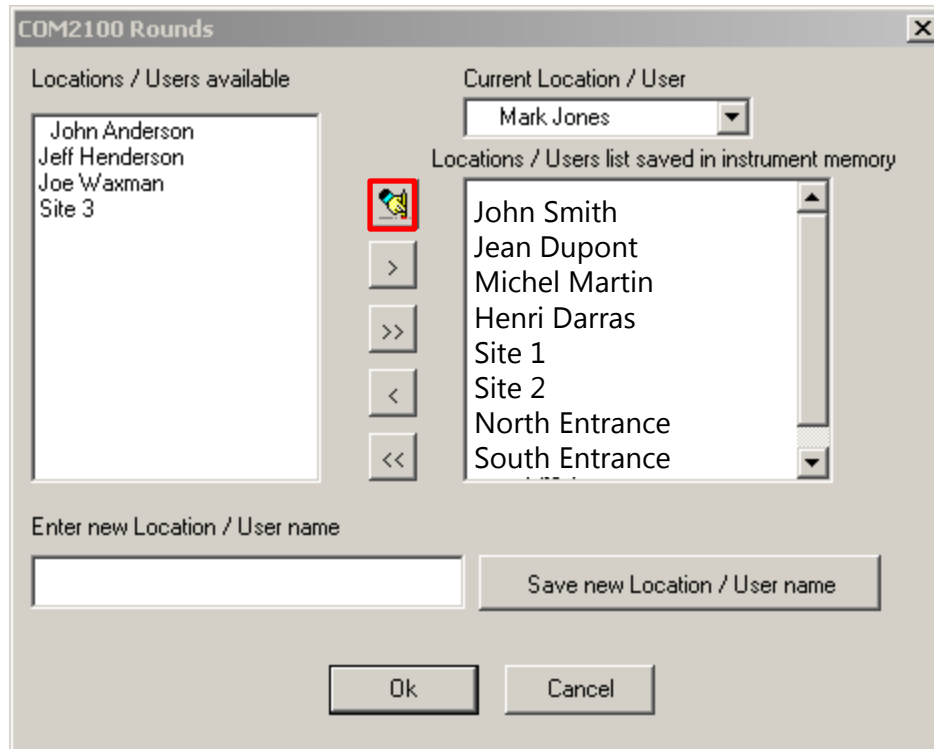 COM2100 Rounds
Locations / Users available
John Anderson
Jeff Henderson
Joe Waxman
Site 3
>
>>
<
<<
Current Location / User
Mark Jones
Locations / Users list saved in instrument memory
John Smith
Jean Dupont
Michel Martin
Henri Darras
Site 1
Site 2
North Entrance
South Entrance
Enter new Location / User name
Save new Location / User name
Ok
Cancel